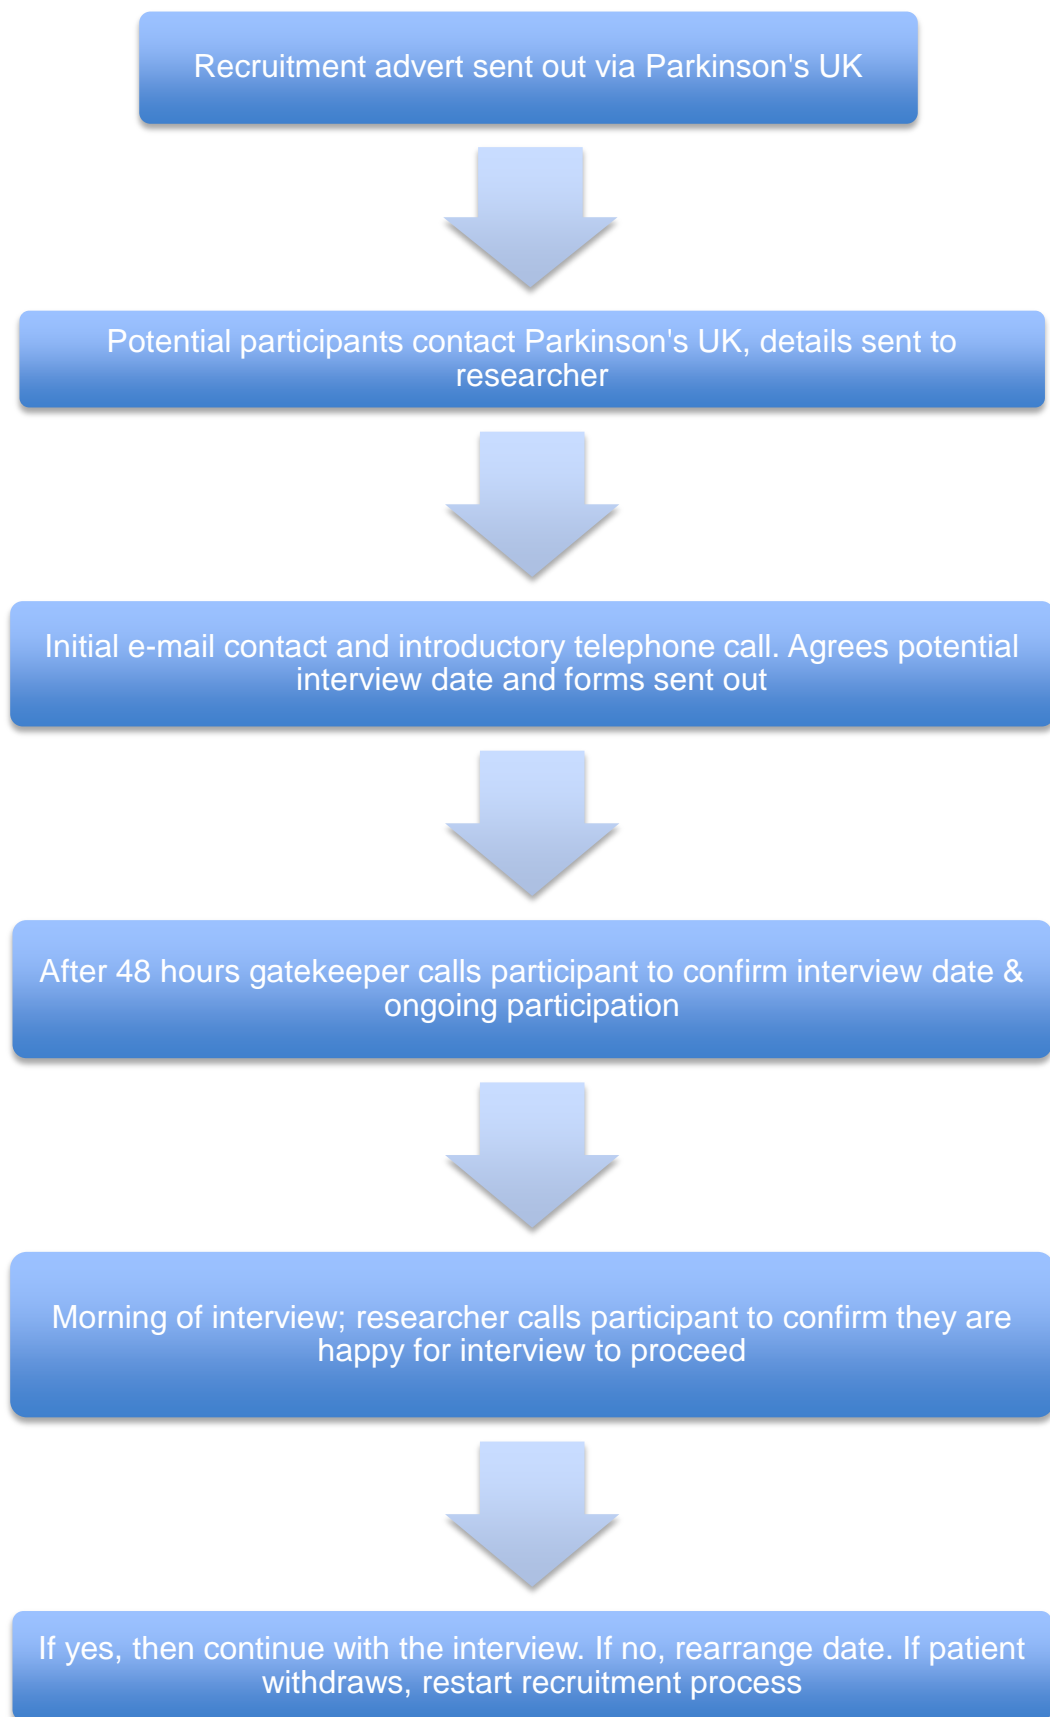 Recruitment advert sent out via Parkinson's UK
Potential participants contact Parkinson's UK, details sent to
researcher
Initial e-mail contact and introductory telephone call. Agrees potential
interview date and forms sent out
After 48 hours gatekeeper calls participant to confirm interview date &
ongoing participation
Morning of interview; researcher calls participant to confirm they are
happy for interview to proceed
If yes, then continue with the interview. If no, rearrange date. If patient
withdraws, restart recruitment process